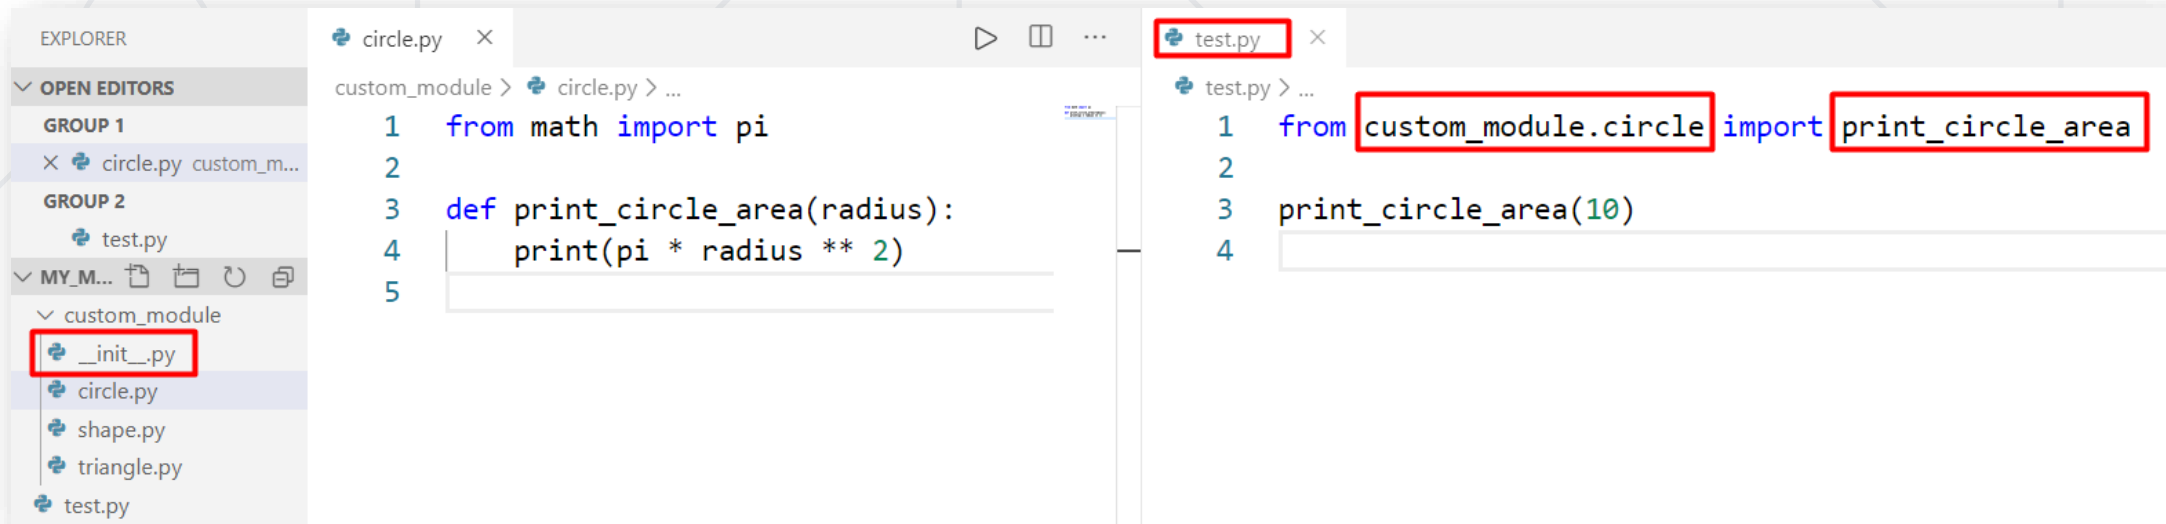 EXPLORER
OPEN EDITORS
GROUP 1
circle.py custom_m...
GROUP 2
test.py
MY_M...
custom_module
__init__.py
circle.py
shape.py
triangle.py
test.py
circle.py
custom_module > circle.py > ...
1 from math import pi
2
3 def print_circle_area(radius):
4     print(pi * radius ** 2)
5
test.py
test.py > ...
1 from custom_module.circle import print_circle_area
2
3 print_circle_area(10)
4